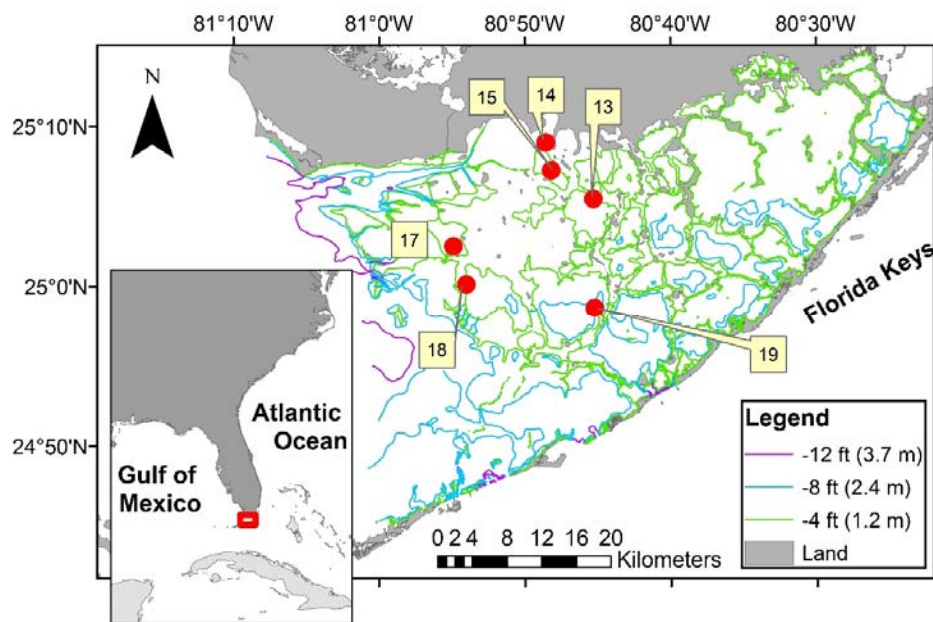 81°10'0"W
81°0'W
80°50'W
80°40'W
80°30'W
N
25°10'N
25°0'N
24°50'N
15
14
13
17
18
19
Florida Keys
Atlantic
Ocean
Gulf of
Mexico
Legend
-12 ft (3.7 m)
-8 ft (2.4 m)
-4 ft (1.2 m)
Land
0 2 4 8 12 16 20
Kilometers